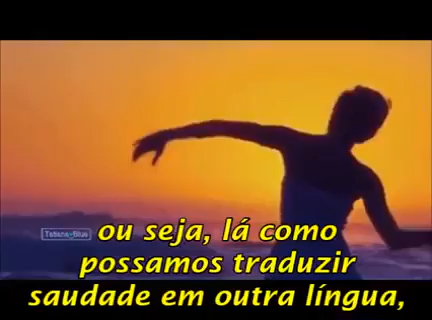 Tatiana-Blue
ou seja, lá como
possamos traduzir
saudade em outra língua,